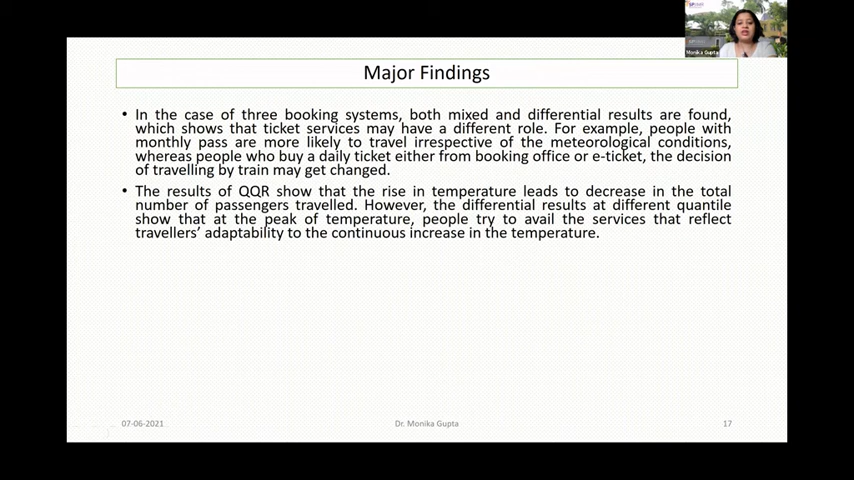 Monika Gupta
Major Findings
• In the case of three booking systems, both mixed and differential results are found,
which shows that ticket services may have a different role. For example, people with
monthly pass are more likely to travel irrespective of the meteorological conditions,
whereas people who buy a daily ticket either from booking office or e-ticket, the decision
of travelling by train may get changed.
• The results of QQR show that the rise in temperature leads to decrease in the total
number of passengers travelled. However, the differential results at different quantile
show that at the peak of temperature, people try to avail the services that reflect
travellers’ adaptability to the continuous increase in the temperature.
07-06-2021
Dr. Monika Gupta
17